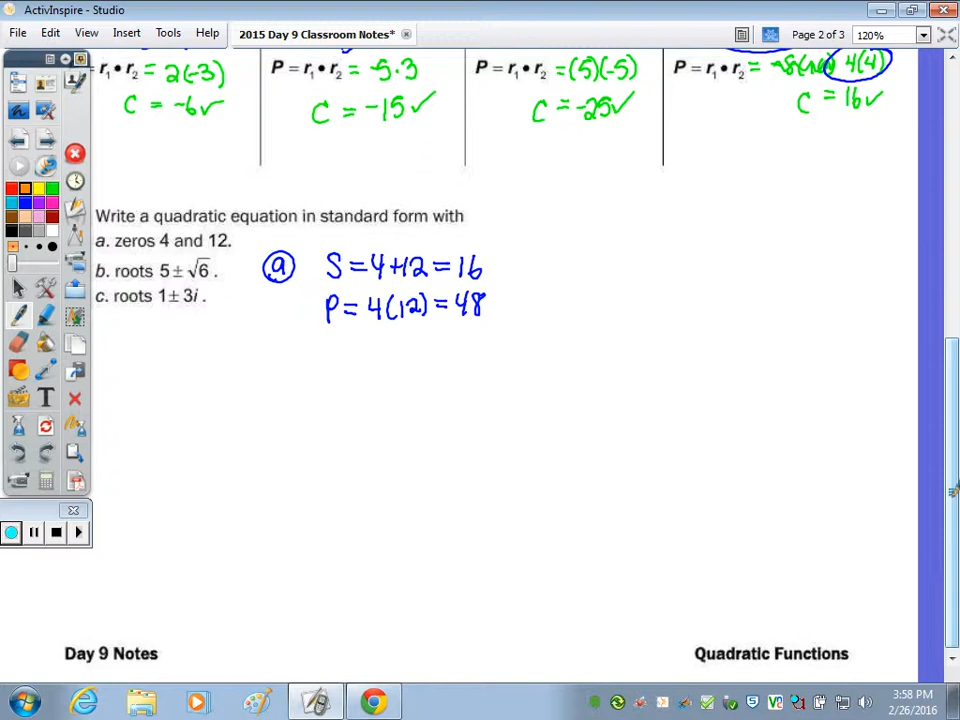 ActivInspire - Studio
File Edit View Insert Tools Help
2015 Day 9 Classroom Notes*
Page 2 of 3
120%
r₁ • r₂ = 2(-3)
C = -6✓
P = r₁ • r₂ = -5·3
C = -15✓
P = r₁ • r₂ = (5)(-5)
C = -25✓
P = r₁ • r₂ = 4(4)
C = 16✓
Write a quadratic equation in standard form with
a. zeros 4 and 12.
b. roots 5 ± √6 .
c. roots 1 ± 3i .
a S = 4+12 = 16
P = 4(12) = 48
Day 9 Notes
Quadratic Functions
3:58 PM
2/26/2016